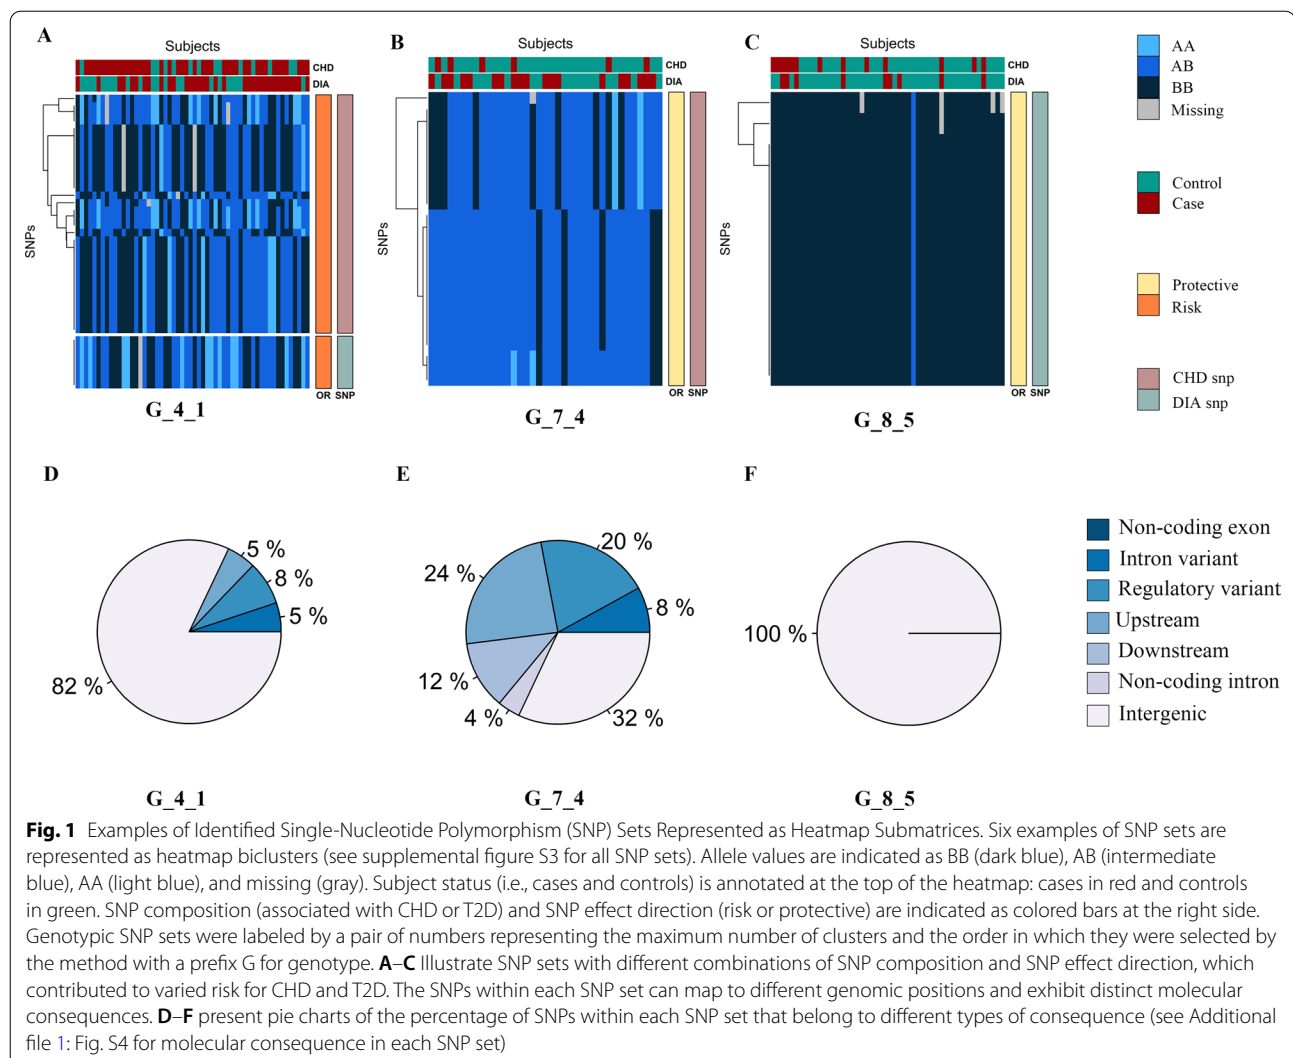 A
Subjects
CHD
DIA
SNPs
OR SNP
G_4_1
B
Subjects
CHD
DIA
SNPs
OR SNP
G_7_4
C
Subjects
CHD
DIA
SNPs
OR SNP
G_8_5
AA
AB
BB
Missing
Control
Case
Protective
Risk
CHD snp
DIA snp
D
5 %
8 %
5 %
82 %
G_4_1
E
20 %
24 %
8 %
12 %
4 %
32 %
G_7_4
F
100 %
G_8_5
Non-coding exon
Intron variant
Regulatory variant
Upstream
Downstream
Non-coding intron
Intergenic
Fig. 1 Examples of Identified Single-Nucleotide Polymorphism (SNP) Sets Represented as Heatmap Submatrices. Six examples of SNP sets are
represented as heatmap biclusters (see supplemental figure S3 for all SNP sets). Allele values are indicated as BB (dark blue), AB (intermediate
blue), AA (light blue), and missing (gray). Subject status (i.e., cases and controls) is annotated at the top of the heatmap: cases in red and controls
in green. SNP composition (associated with CHD or T2D) and SNP effect direction (risk or protective) are indicated as colored bars at the right side.
Genotypic SNP sets were labeled by a pair of numbers representing the maximum number of clusters and the order in which they were selected by
the method with a prefix G for genotype. A–C Illustrate SNP sets with different combinations of SNP composition and SNP effect direction, which
contributed to varied risk for CHD and T2D. The SNPs within each SNP set can map to different genomic positions and exhibit distinct molecular
consequences. D–F present pie charts of the percentage of SNPs within each SNP set that belong to different types of consequence (see Additional
file 1: Fig. S4 for molecular consequence in each SNP set)